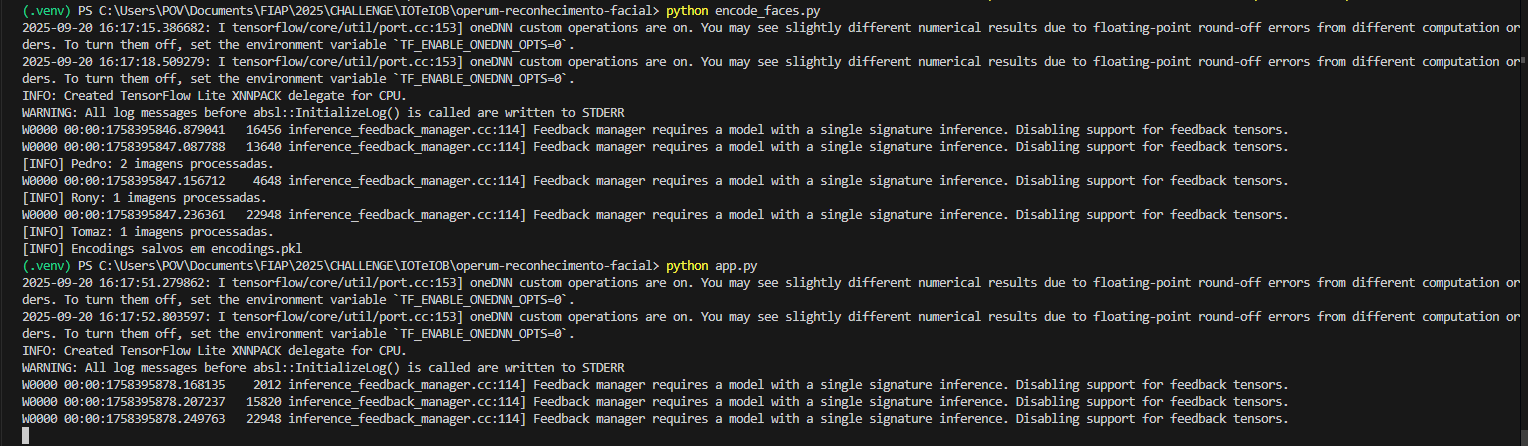 (.venv) PS C:\Users\POV\Documents\FIAP\2025\CHALLENGE\IOTeIOB\operum-reconhecimento-facial> python encode_faces.py
2025-09-20 16:17:15.386682: I tensorflow/core/util/port.cc:153] oneDNN custom operations are on. You may see slightly different numerical results due to floating-point round-off errors from different computation or
ders. To turn them off, set the environment variable `TF_ENABLE_ONEDNN_OPTS=0`.
2025-09-20 16:17:18.509279: I tensorflow/core/util/port.cc:153] oneDNN custom operations are on. You may see slightly different numerical results due to floating-point round-off errors from different computation or
ders. To turn them off, set the environment variable `TF_ENABLE_ONEDNN_OPTS=0`.
INFO: Created TensorFlow Lite XNNPACK delegate for CPU.
WARNING: All log messages before absl::InitializeLog() is called are written to STDERR
W0000 00:00:1758395846.879041   16456 inference_feedback_manager.cc:114] Feedback manager requires a model with a single signature inference. Disabling support for feedback tensors.
W0000 00:00:1758395847.087788   13640 inference_feedback_manager.cc:114] Feedback manager requires a model with a single signature inference. Disabling support for feedback tensors.
[INFO] Pedro: 2 imagens processadas.
W0000 00:00:1758395847.156712    4648 inference_feedback_manager.cc:114] Feedback manager requires a model with a single signature inference. Disabling support for feedback tensors.
[INFO] Rony: 1 imagens processadas.
W0000 00:00:1758395847.236361   22948 inference_feedback_manager.cc:114] Feedback manager requires a model with a single signature inference. Disabling support for feedback tensors.
[INFO] Tomaz: 1 imagens processadas.
[INFO] Encodings salvos em encodings.pkl
(.venv) PS C:\Users\POV\Documents\FIAP\2025\CHALLENGE\IOTeIOB\operum-reconhecimento-facial> python app.py
2025-09-20 16:17:51.279862: I tensorflow/core/util/port.cc:153] oneDNN custom operations are on. You may see slightly different numerical results due to floating-point round-off errors from different computation or
ders. To turn them off, set the environment variable `TF_ENABLE_ONEDNN_OPTS=0`.
2025-09-20 16:17:52.803597: I tensorflow/core/util/port.cc:153] oneDNN custom operations are on. You may see slightly different numerical results due to floating-point round-off errors from different computation or
ders. To turn them off, set the environment variable `TF_ENABLE_ONEDNN_OPTS=0`.
INFO: Created TensorFlow Lite XNNPACK delegate for CPU.
WARNING: All log messages before absl::InitializeLog() is called are written to STDERR
W0000 00:00:1758395878.168135    2012 inference_feedback_manager.cc:114] Feedback manager requires a model with a single signature inference. Disabling support for feedback tensors.
W0000 00:00:1758395878.207237   15820 inference_feedback_manager.cc:114] Feedback manager requires a model with a single signature inference. Disabling support for feedback tensors.
W0000 00:00:1758395878.249763   22948 inference_feedback_manager.cc:114] Feedback manager requires a model with a single signature inference. Disabling support for feedback tensors.